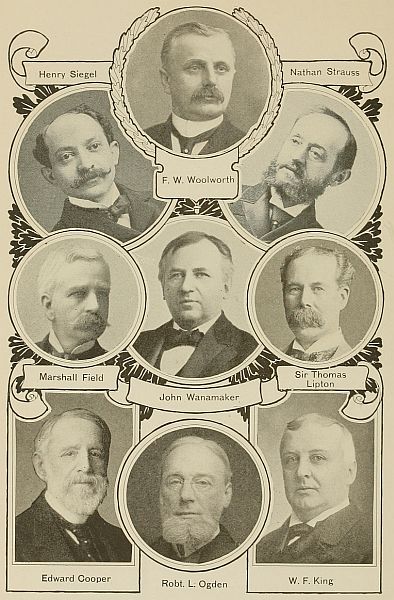 Henry Siegel
Nathan Strauss
F. W. Woolworth
Marshall Field
John Wanamaker
Sir Thomas
Lipton
Edward Cooper
Robt. L. Ogden
W. F. King